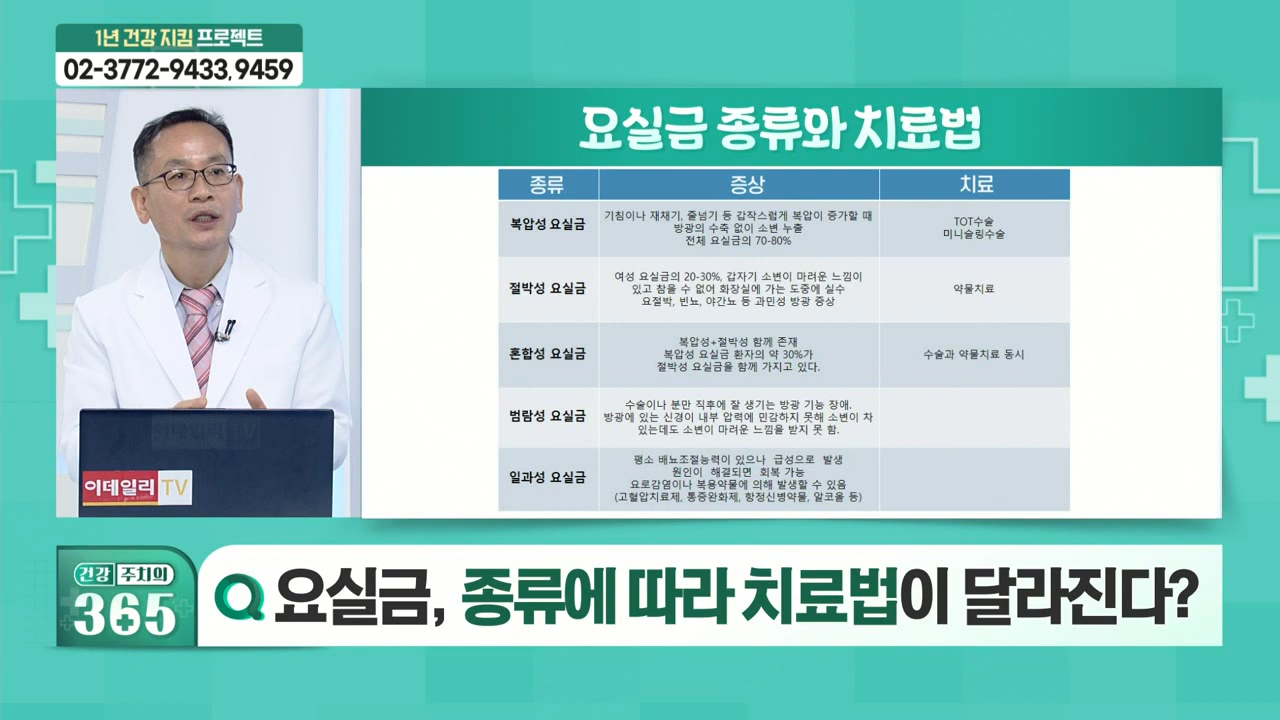 1년 건강 지킴 프로젝트
02-3772-9433, 9459
요실금 종류와 치료법
종류 증상 치료
복압성 요실금
기침이나 재채기, 줄넘기 등 갑작스럽게 복압이 증가할 때
방광의 수축 없이 소변 누출
전체 요실금의 70-80%
TOT수술
미니슬링수술
절박성 요실금
여성 요실금의 20-30%, 갑자기 소변이 마려운 느낌이
있고 참을 수 없어 화장실에 가는 도중에 실수
요절박, 빈뇨, 야간뇨 등 과민성 방광 증상
약물치료
혼합성 요실금
복압성+절박성 함께 존재
복압성 요실금 환자의 약 30%가
절박성 요실금을 함께 가지고 있다.
수술과 약물치료 동시
범람성 요실금
수술이나 분만 직후에 잘 생기는 방광 기능 장애.
방광에 있는 신경이 내부 압력에 민감하지 못해 소변이 차
있는데도 소변이 마려운 느낌을 받지 못 함.
일과성 요실금
평소 배뇨조절능력이 있으나 급성으로 발생
원인이 해결되면 회복 가능
요로감염이나 복용약물에 의해 발생할 수 있음
(고혈압치료제, 통증완화제, 항정신병약물, 알코올 등)
이데일리TV
이데일리 TV
건강 주치의
365
Q 요실금, 종류에 따라 치료법이 달라진다?